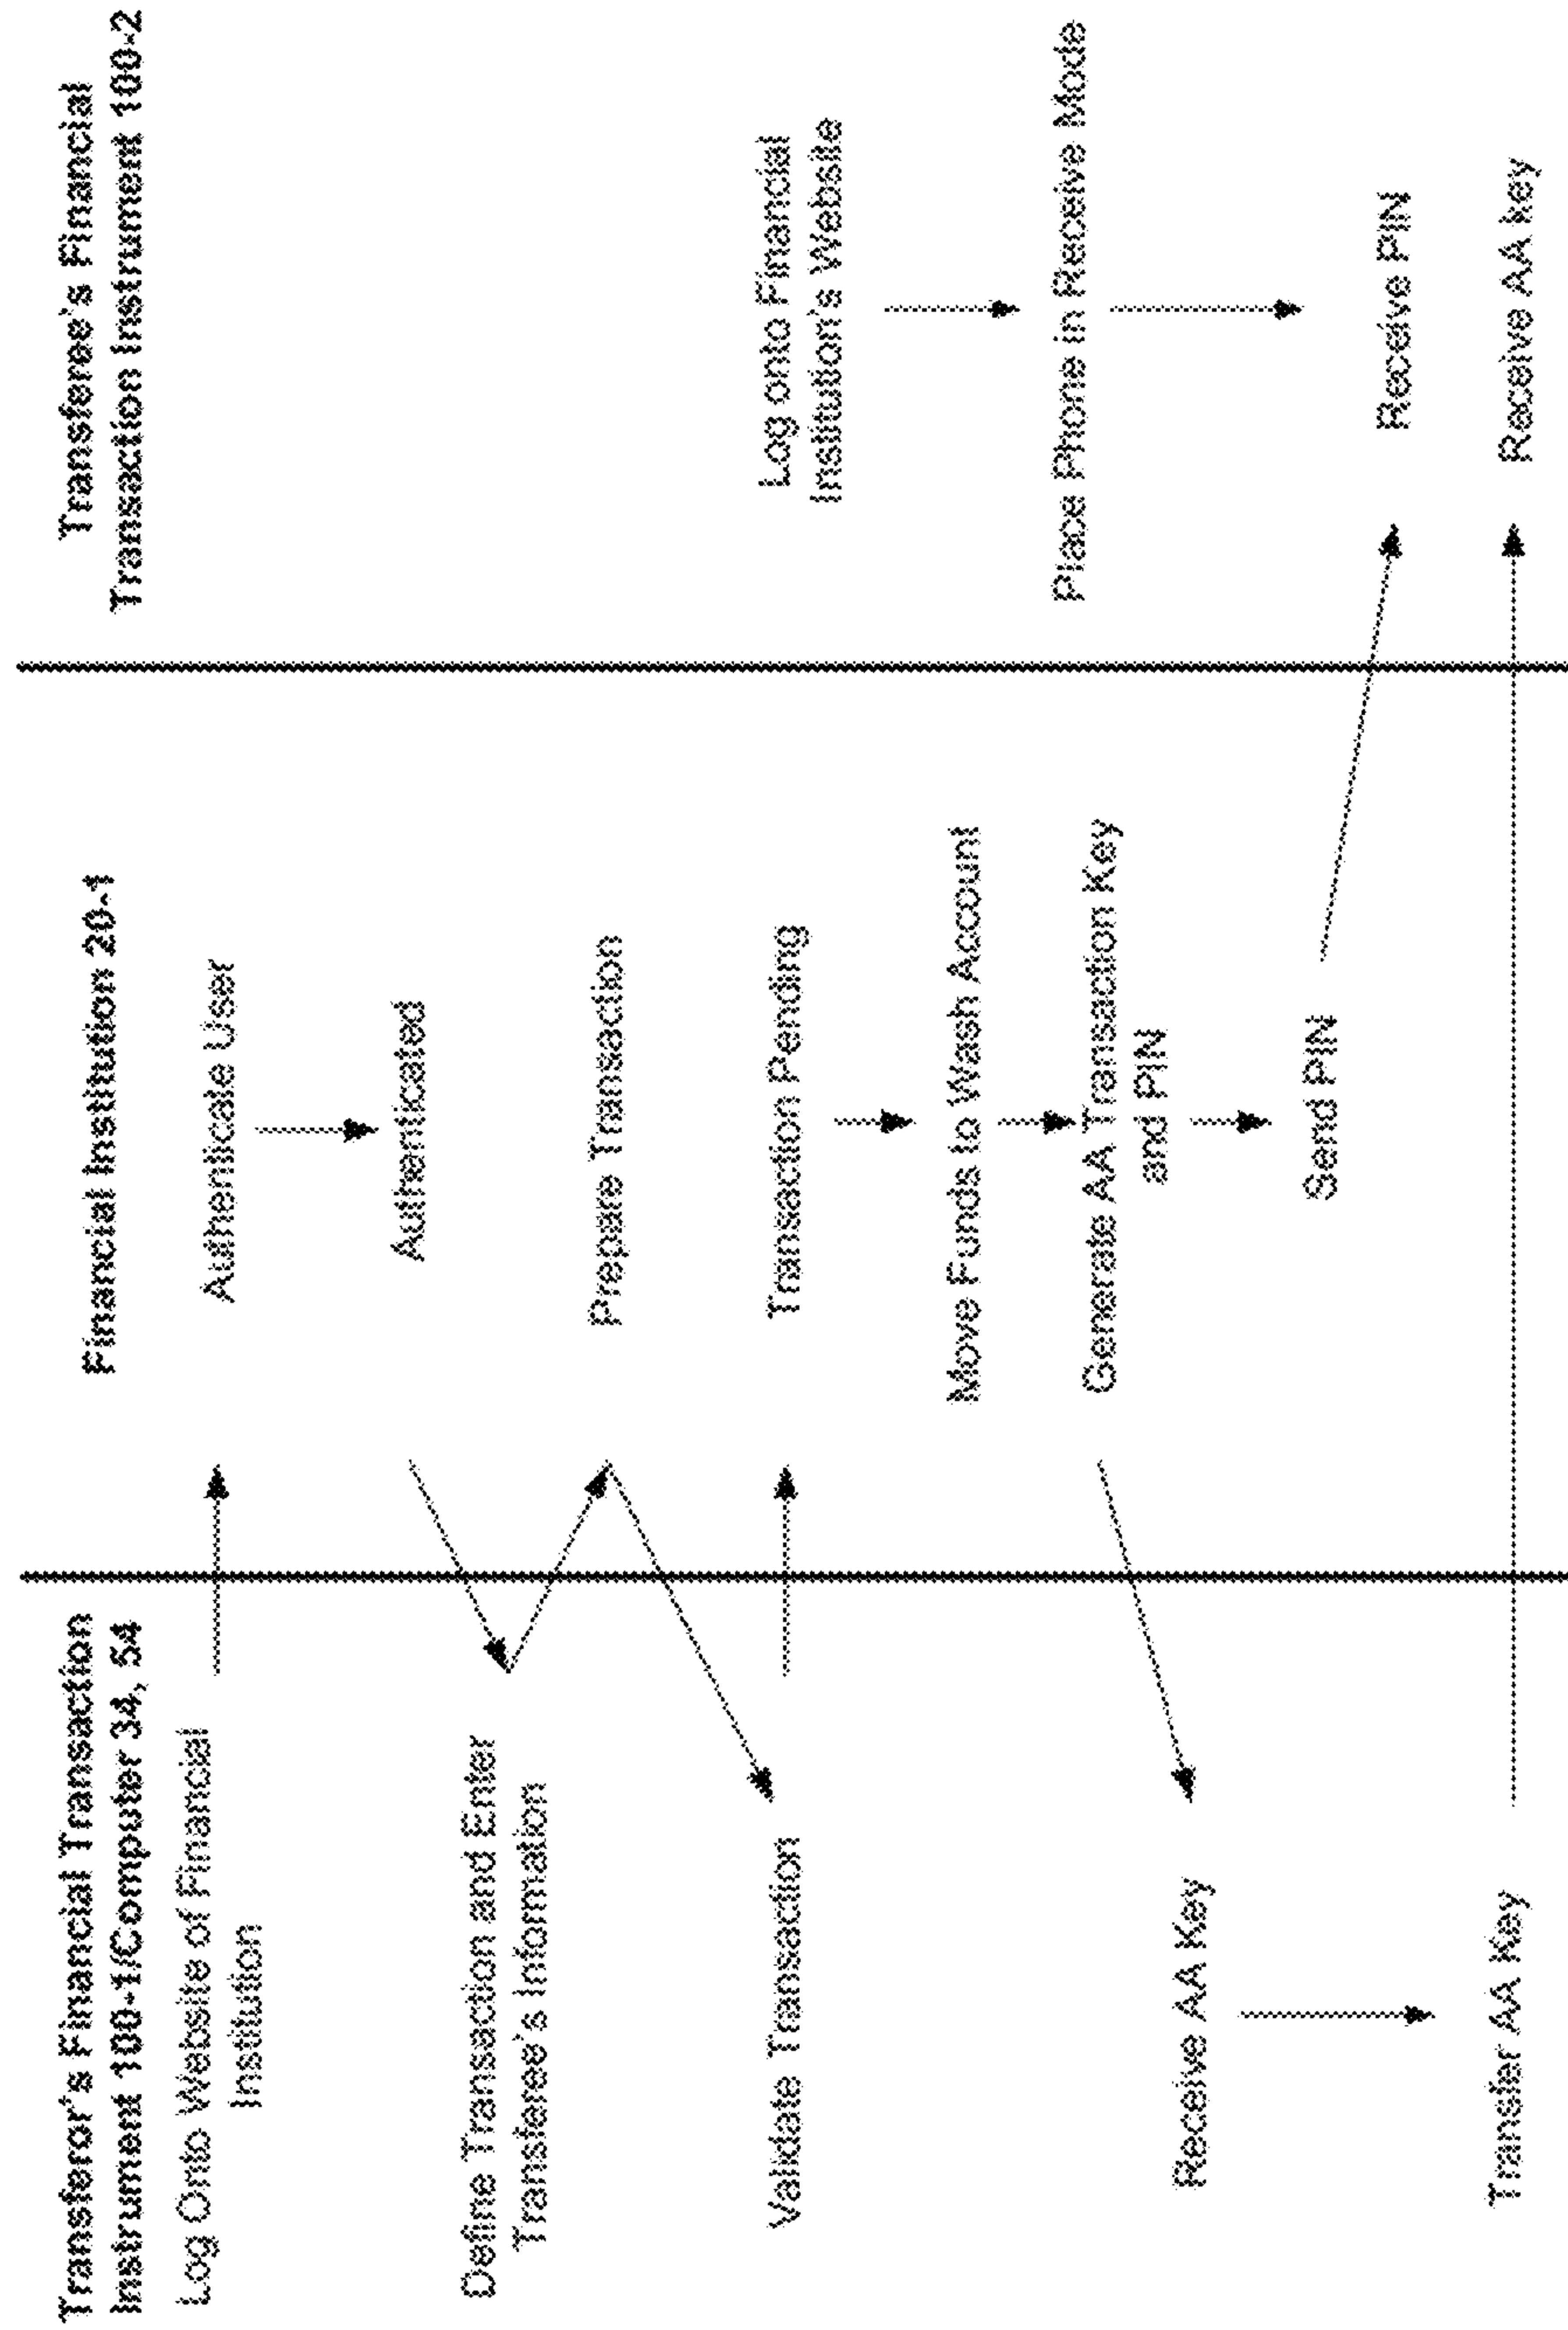 Transferor's Financial Transaction
Instrument 100-1/Computer 34, 54
Log Onto Website of Financial
Institution
Define Transaction and Enter
Transferee's Information
Validate Transaction
Receive AA Key
Transfer AA Key
Financial Institution 20-1
Authenticate User
Authenticated
Prepare Transaction
Transaction Pending
Move Funds to Wash Account
Generate AA Transaction Key
and PIN
Send PIN
Transferee's Financial
Transaction Instrument 100-2
Log onto Financial
Institution's Website
Place Phone in Receive Mode
Receive PIN
Receive AA key